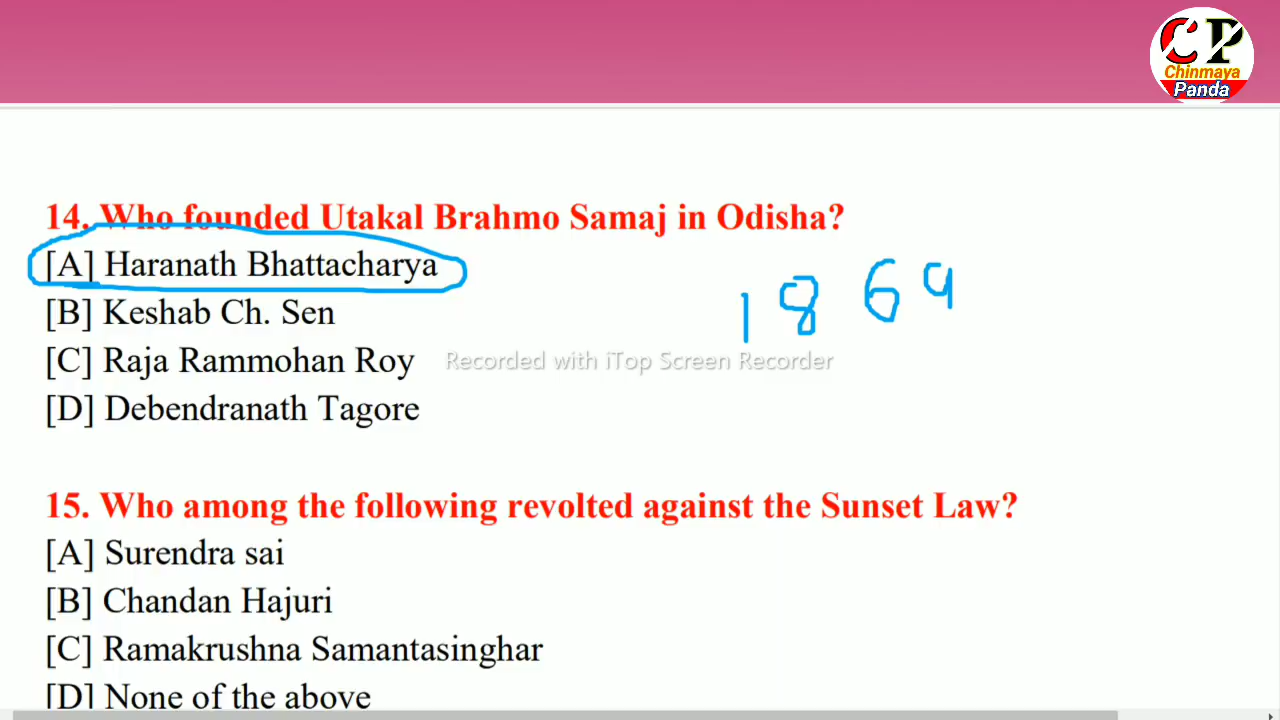 CP
Chinmaya
Panda
14. Who founded Utakal Brahmo Samaj in Odisha?
[A] Haranath Bhattacharya
[B] Keshab Ch. Sen
1869
[C] Raja Rammohan Roy
Recorded with iTop Screen Recorder
[D] Debendranath Tagore
15. Who among the following revolted against the Sunset Law?
[A] Surendra sai
[B] Chandan Hajuri
[C] Ramakrushna Samantasinghar
[D] None of the above